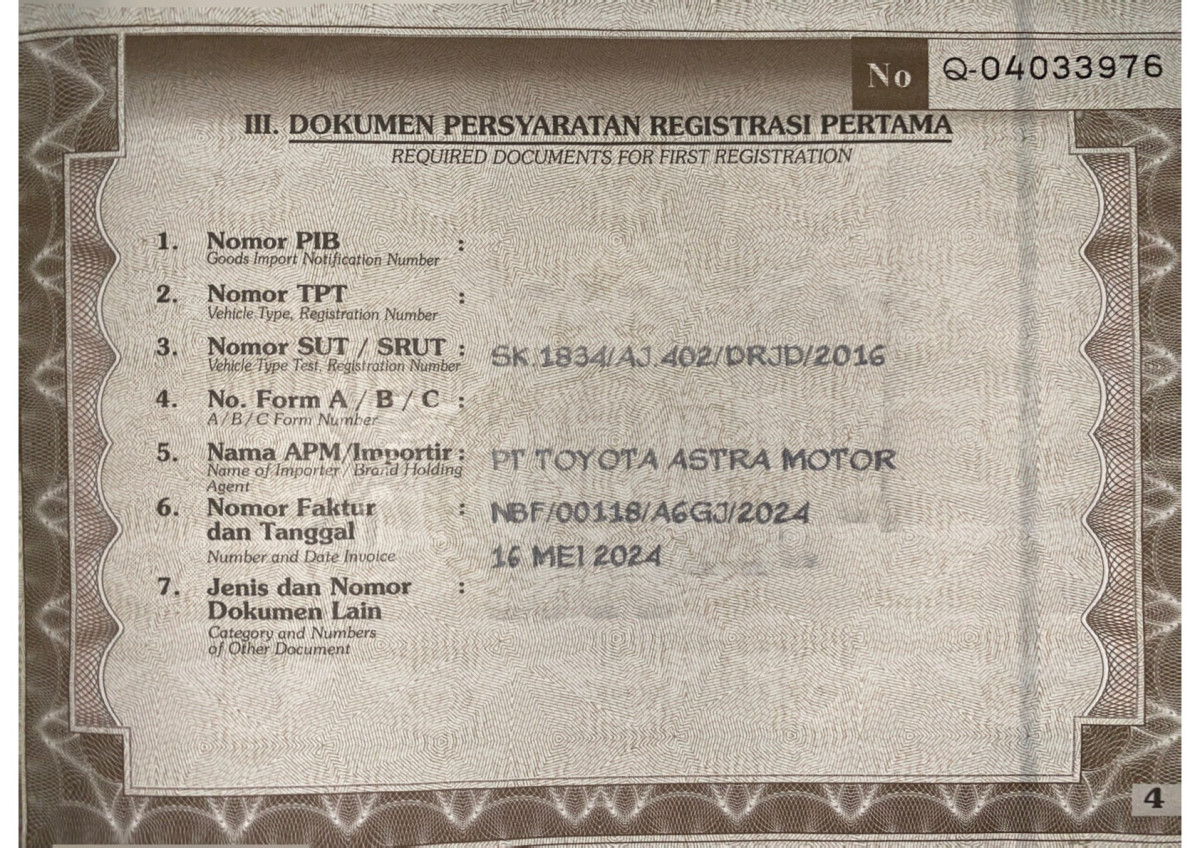 No Q-04033976
III. DOKUMEN PERSYARATAN REGISTRASI PERTAMA
REQUIRED DOCUMENTS FOR FIRST REGISTRATION
1. Nomor PIB :
Goods Import Notification Number
2. Nomor TPT :
Vehicle Type, Registration Number
3. Nomor SUT / SRUT : SK.1834/AJ.402/DRJD/2016
Vehicle Type Test, Registration Number
4. No. Form A / B / C :
A / B / C Form Number
5. Nama APM/Importir : PT TOYOTA ASTRA MOTOR
Name of Importer / Brand Holding
Agent
6. Nomor Faktur : NBF/00118/A6GJ/2024
dan Tanggal
Number and Date Invoice 16 MEI 2024
7. Jenis dan Nomor :
Dokumen Lain
Category and Numbers
of Other Document
4